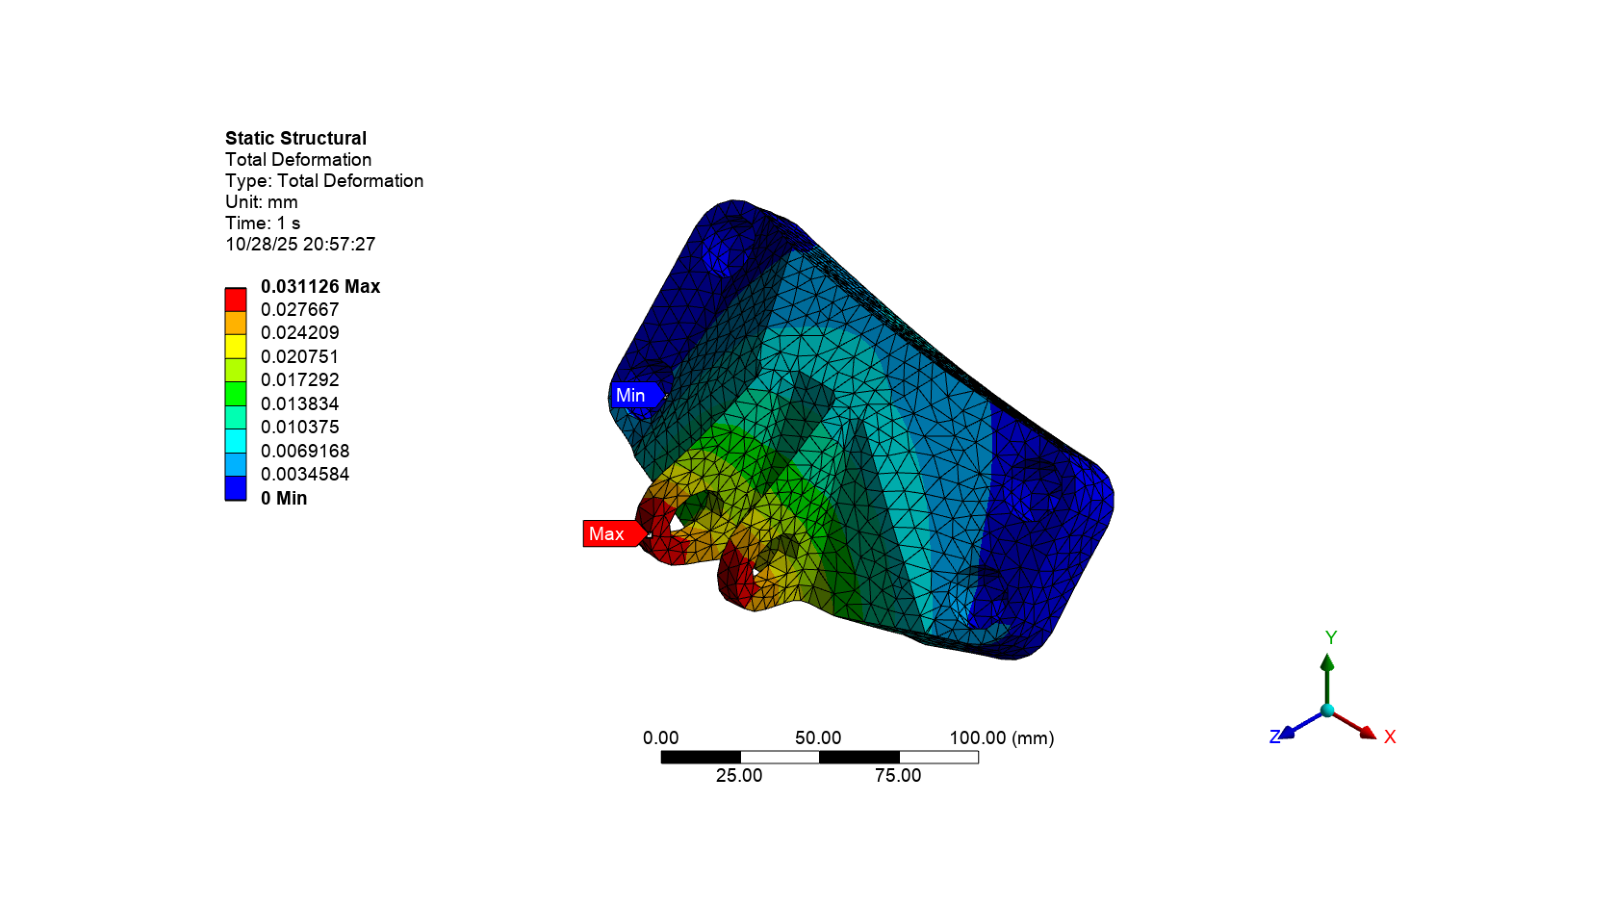 Static Structural
Total Deformation
Type: Total Deformation
Unit: mm
Time: 1 s
10/28/25 20:57:27
0.031126 Max
0.027667
0.024209
0.020751
0.017292
0.013834
0.010375
0.0069168
0.0034584
0 Min
Min
Max
0.00 50.00 100.00 (mm)
25.00 75.00
Y
Z X